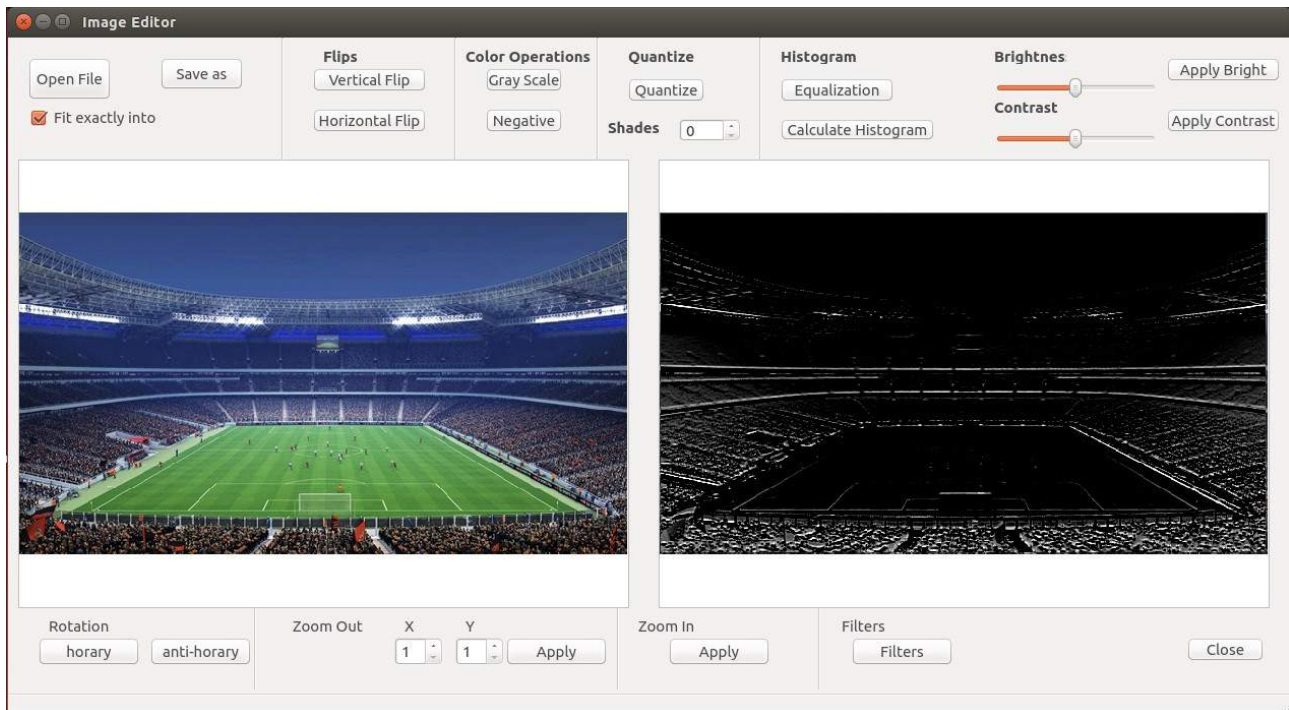 Image Editor
Open File
Save as
Fit exactly into
Flips
Vertical Flip
Horizontal Flip
Color Operations
Gray Scale
Negative
Quantize
Quantize
Shades 0
Histogram
Equalization
Calculate Histogram
Brightnes
Contrast
Apply Bright
Apply Contrast
Rotation
horary anti-horary
Zoom Out X Y
1 1 Apply
Zoom In
Apply
Filters
Filters
Close